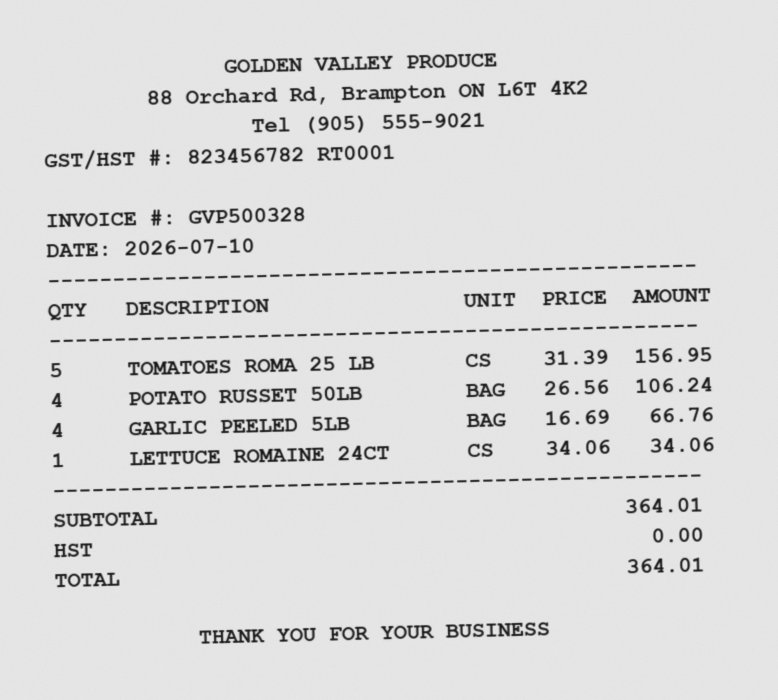 GOLDEN VALLEY PRODUCE
88 Orchard Rd, Brampton ON L6T 4K2
Tel (905) 555-9021
GST/HST #: 823456782 RT0001
INVOICE #: GVP500328
DATE: 2026-07-10
--------------------------------------------------
QTY DESCRIPTION UNIT PRICE AMOUNT
--------------------------------------------------
5 TOMATOES ROMA 25 LB CS 31.39 156.95
4 POTATO RUSSET 50LB BAG 26.56 106.24
4 GARLIC PEELED 5LB BAG 16.69 66.76
1 LETTUCE ROMAINE 24CT CS 34.06 34.06
--------------------------------------------------
SUBTOTAL 364.01
HST 0.00
TOTAL 364.01
THANK YOU FOR YOUR BUSINESS